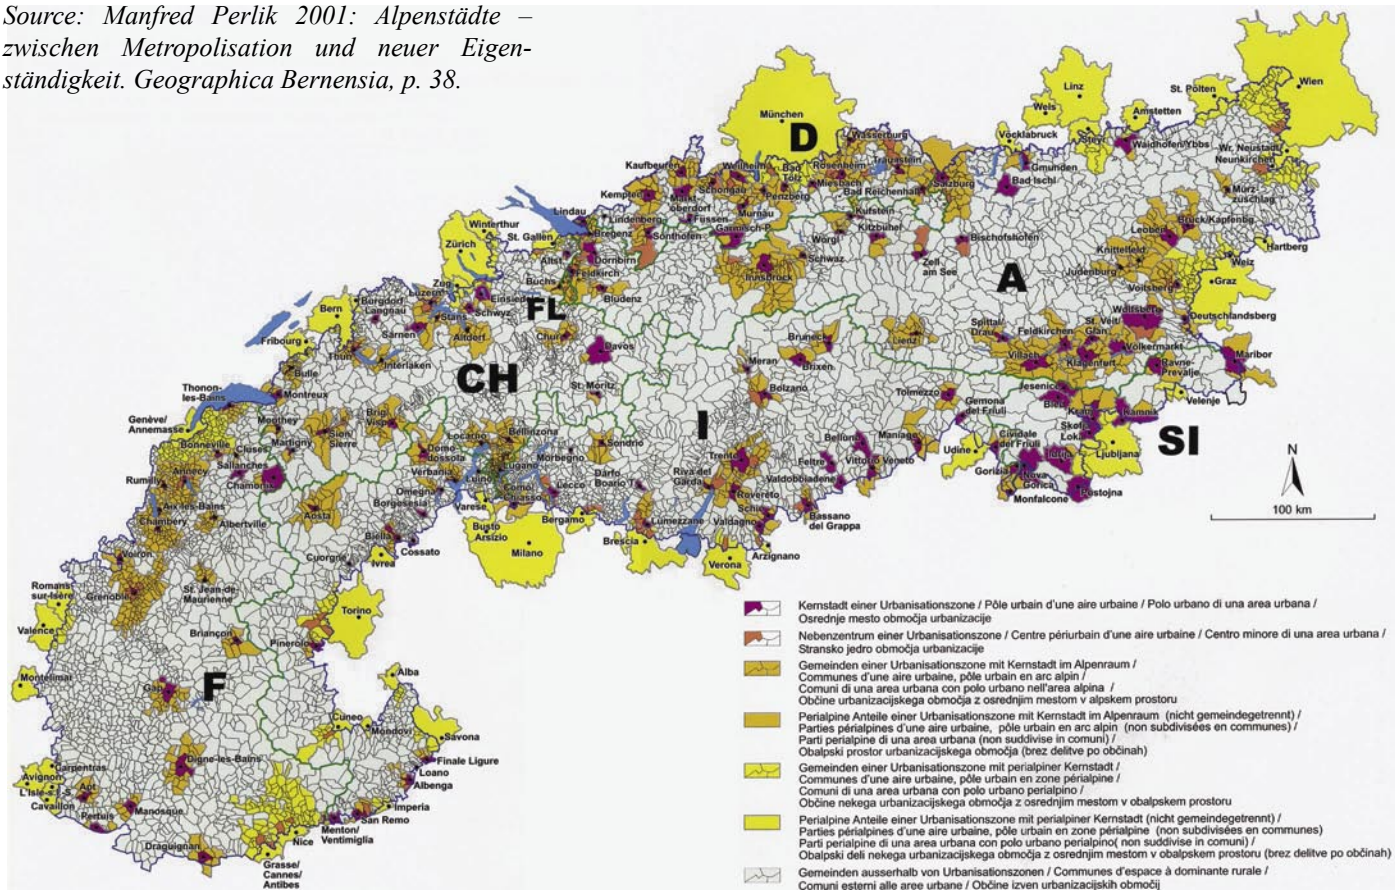 Source: Manfred Perlik 2001: Alpenstädte –
zwischen Metropolisation und neuer Eigen-
ständigkeit. Geographica Bernensia, p. 38.
Wien
Linz
St. Pölten
Wels
Amstetten
München
D
Vöcklabruck
Steyr
Waidhofen/Ybbs
Wr. Neustadt/
Neunkirchen
Wasserburg
Kaufbeuren
Weilheim
Bad
Tölz
Rosenheim
Traunstein
Gmunden
Bad Ischl
Kempten
Schongau
Miesbach
Bad Reichenhall
Salzburg
Markt-
oberdorf
Penzberg
Mürz-
zuschlag
Lindau
Lindenberg
Füssen
Murnau
Kufstein
Bruck/Kapfenbg.
Winterthur
St. Gallen
Bregenz
Sonthofen
Garmisch-P.
Wörgl
Kitzbühel
Bischofshofen
Leoben
Hartberg
Zürich
Altst.
Dornbirn
Schwaz
Zell
am See
Knittelfeld
Weiz
Feldkirch
Innsbruck
Judenburg
Graz
Zug
Buchs
Bludenz
A
Voitsberg
Luzern
Einsiedeln
FL
Burgdorf
Langnau
Stans
Schwyz
Bern
Sarnen
Altdorf
Chur
Wolfsberg
Deutschlandsberg
Spittal/
Drau
Feldkirchen
St. Veit/
Glan
Fribourg
Thun
Interlaken
Davos
Bruneck
Lienz
Völkermarkt
Maribor
Bulle
CH
Meran
Brixen
Villach
Klagenfurt
Ravne-
Prevalje
Thonon-
les-Bains
Montreux
St. Moritz
Bolzano
Tolmezzo
Jesenice
Bled
Velenje
Genève/
Annemasse
Monthey
Brig/
Visp
Gemona
del Friuli
Kranj
Kamnik
Bonneville
Cluses
Martigny
Sion/
Sierre
Locarno
Bellinzona
I
Belluno
Maniago
Škofja
Loka
SI
Sallanches
Domo-
dossola
Sondrio
Cividale
del Friuli
Ljubljana
Annecy
Verbania
Lugano
Morbegno
Trento
Feltre
Vittorio Veneto
Udine
Idrija
Rumilly
Chamonix
Luino
Darfo
Boario T.
Riva del
Garda
Valdobbiadene
Gorizia
Nova
Gorica
Omegna
Como/
Chiasso
Lecco
Rovereto
Postojna
Aix-les-Bains
Borgesesia
Varese
Schio
Monfalcone
Chambéry
Albertville
Aosta
Bergamo
Lumezzane
Valdagno
Bassano
del Grappa
Biella
Busto
Arsizio
Voiron
Cuorgnè
Cossato
Milano
Brescia
Arzignano
Ivrea
Verona
Romans-
sur-Isère
Grenoble
St. Jean-de-
Maurienne
Torino
Valence
Briançon
Pinerolo
Montélimar
F
Alba
Gap
Cuneo
Mondovi
Savona
Digne-les-Bains
Finale Ligure
Carpentras
Loano
Avignon
Albenga
L'Isle-s.l.-S
Apt
Cavaillon
Manosque
Imperia
Pertuis
San Remo
Menton/
Ventimiglia
Draguignan
Nice
Grasse/
Cannes/
Antibes
N
100 km
Kernstadt einer Urbanisationszone / Pôle urbain d'une aire urbaine / Polo urbano di una area urbana /
Osrednje mesto območja urbanizacije
Nebenzentrum einer Urbanisationszone / Centre périurbain d'une aire urbaine / Centro minore di una area urbana /
Stransko jedro območja urbanizacije
Gemeinden einer Urbanisationszone mit Kernstadt im Alpenraum /
Communes d'une aire urbaine, pôle urbain en arc alpin /
Comuni di una area urbana con polo urbano nell'area alpina /
Občine urbanizacijskega območja z osrednjim mestom v alpskem prostoru
Perialpine Anteile einer Urbanisationszone mit Kernstadt im Alpenraum (nicht gemeindegetrennt) /
Parties périalpines d'une aire urbaine, pôle urbain en arc alpin (non subdivisées en communes) /
Parti perialpine di una area urbana (non suddivise in comuni) /
Obalpski prostor urbanizacijskega območja (brez delitve po občinah)
Gemeinden einer Urbanisationszone mit perialpiner Kernstadt /
Communes d'une aire urbaine, pôle urbain en zone périalpine /
Comuni di una area urbana con polo urbano perialpino /
Občine nekega urbanizacijskega območja z osrednjim mestom v obalpskem prostoru
Perialpine Anteile einer Urbanisationszone mit perialpiner Kernstadt (nicht gemeindegetrennt) /
Parties périalpines d'une aire urbaine, pôle urbain en zone périalpine (non subdivisées en communes)
Parti perialpine di una area urbana con polo urbano perialpino( non suddivise in comuni) /
Obalpski deli nekega urbanizacijskega območja z osrednjim mestom v obalpskem prostoru (brez delitve po občinah)
Gemeinden ausserhalb von Urbanisationszonen / Communes d'espace à dominante rurale /
Comuni esterni alle aree urbane / Občine izven urbanizacijskih območij